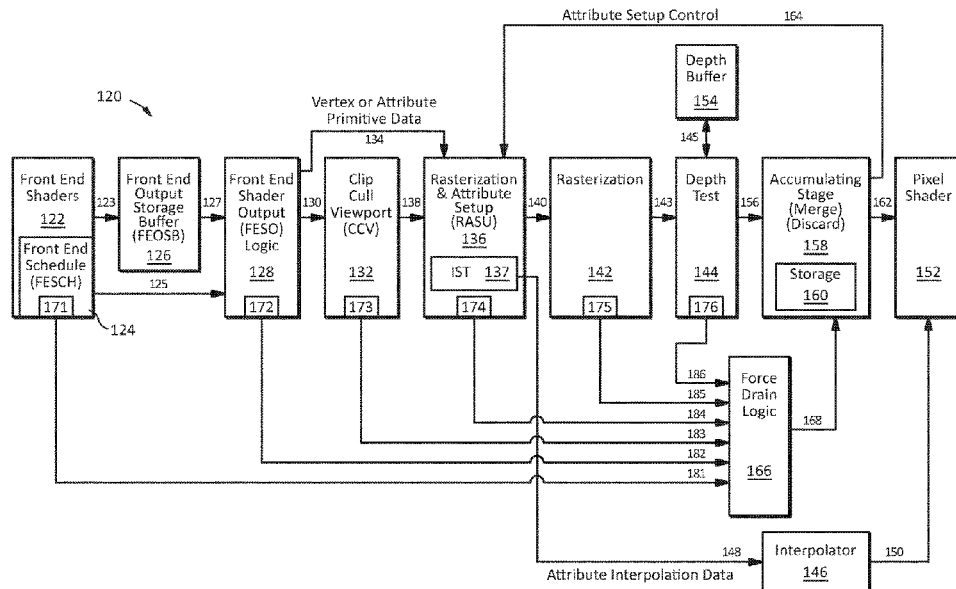 Attribute Setup Control
164
120
Vertex or Attribute
Primitive Data
134
Depth
Buffer
154
145
Front End
Shaders
122
Front End
Schedule
(FESCH)
171
124
123
125
Front End
Output
Storage
Buffer
(FEOSB)
126
127
Front End
Shader
Output
(FESO)
Logic
128
172
130
Clip
Cull
Viewport
(CCV)
132
173
138
Rasterization
& Attribute
Setup
(RASU)
136
IST 137
174
140
Rasterization
142
175
143
Depth
Test
144
176
156
Accumulating
Stage
(Merge)
(Discard)
158
Storage
160
162
Pixel
Shader
152
186
185
184
183
182
181
Force
Drain
Logic
166
168
148
Attribute Interpolation Data
Interpolator
146
150